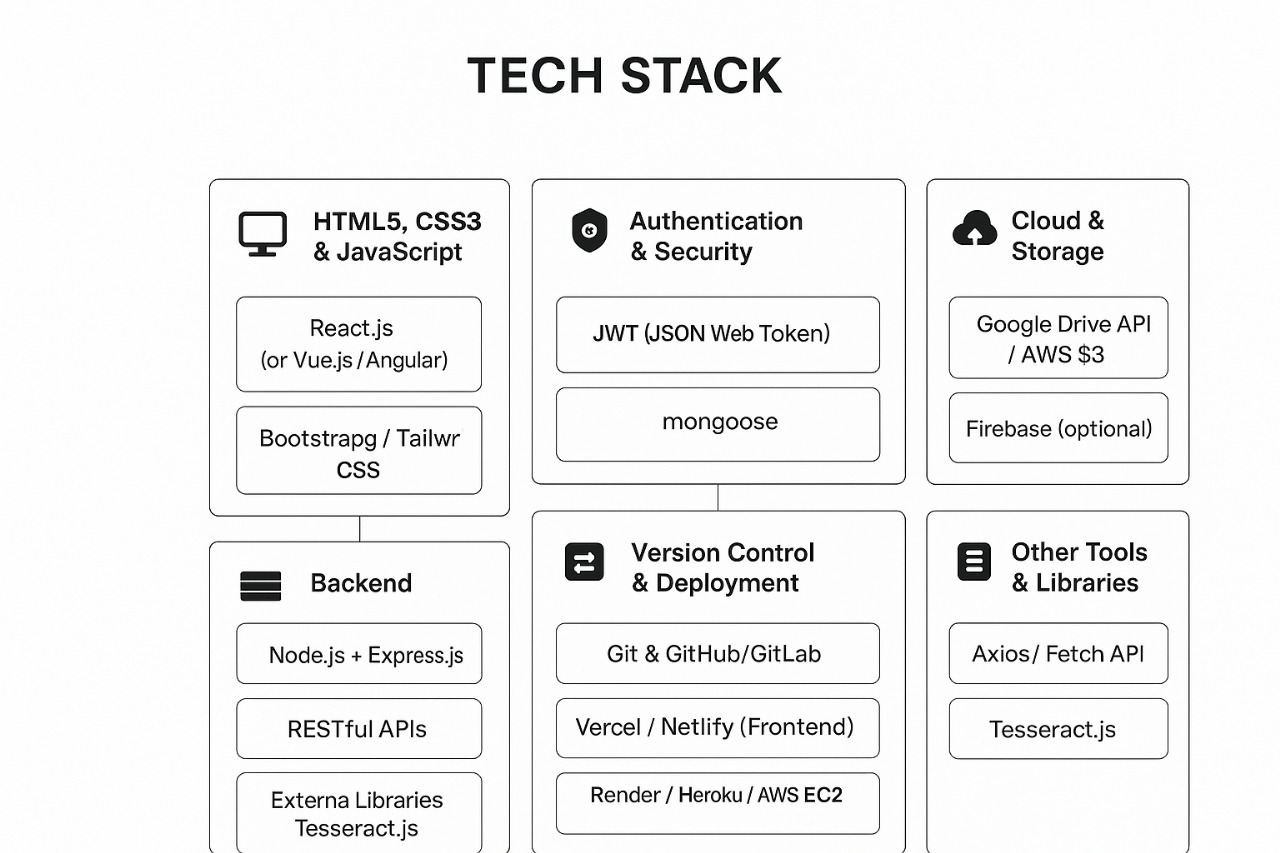 TECH STACK
HTML5, CSS3
& JavaScript
React.js
(or Vue.js / Angular)
Bootstrapg / Tailwr
CSS
Backend
Node.js + Express.js
RESTful APIs
Externa Libraries
Tesseract.js
Authentication
& Security
JWT (JSON Web Token)
mongoose
Version Control
& Deployment
Git & GitHub/GitLab
Vercel / Netlify (Frontend)
Render / Heroku / AWS EC2
Cloud &
Storage
Google Drive API
/ AWS $3
Firebase (optional)
Other Tools
& Libraries
Axios/ Fetch API
Tesseract.js